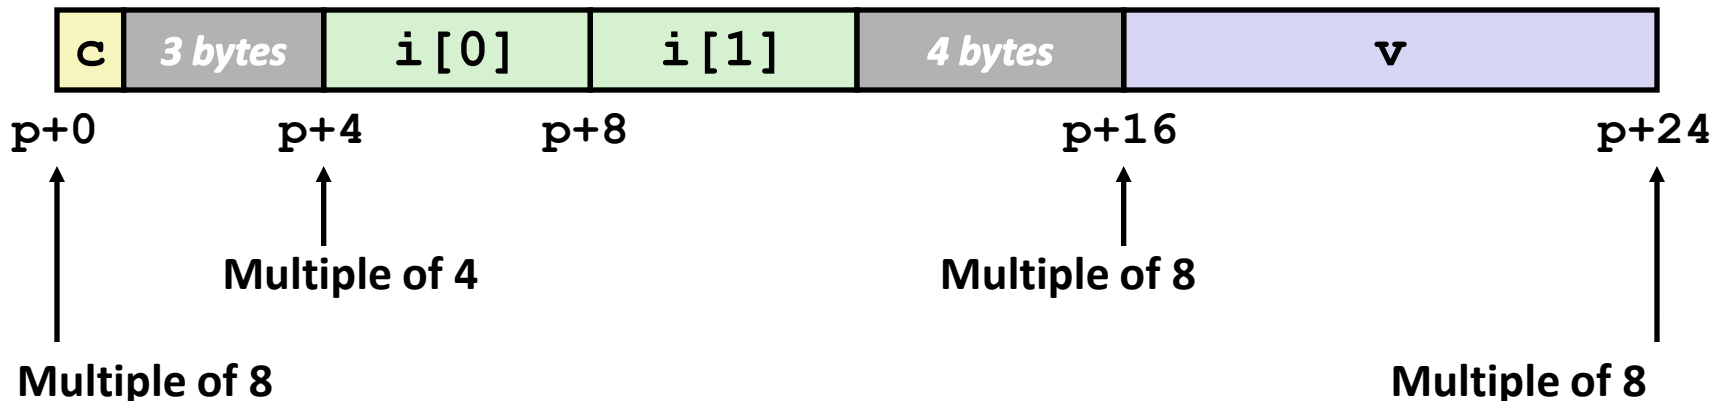 c 3 bytes i[0] i[1] 4 bytes v
p+0 p+4 p+8 p+16 p+24
Multiple of 4 Multiple of 8
Multiple of 8 Multiple of 8